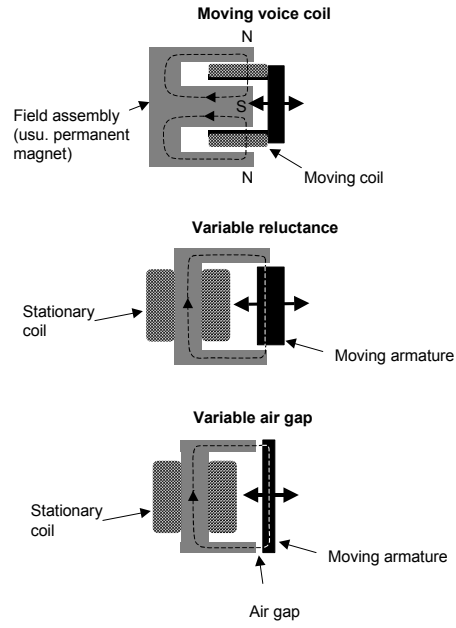 Moving voice coil
N
Field assembly
(usu. permanent
magnet)
S
N
Moving coil
Variable reluctance
Stationary
coil
Moving armature
Variable air gap
Stationary
coil
Moving armature
Air gap